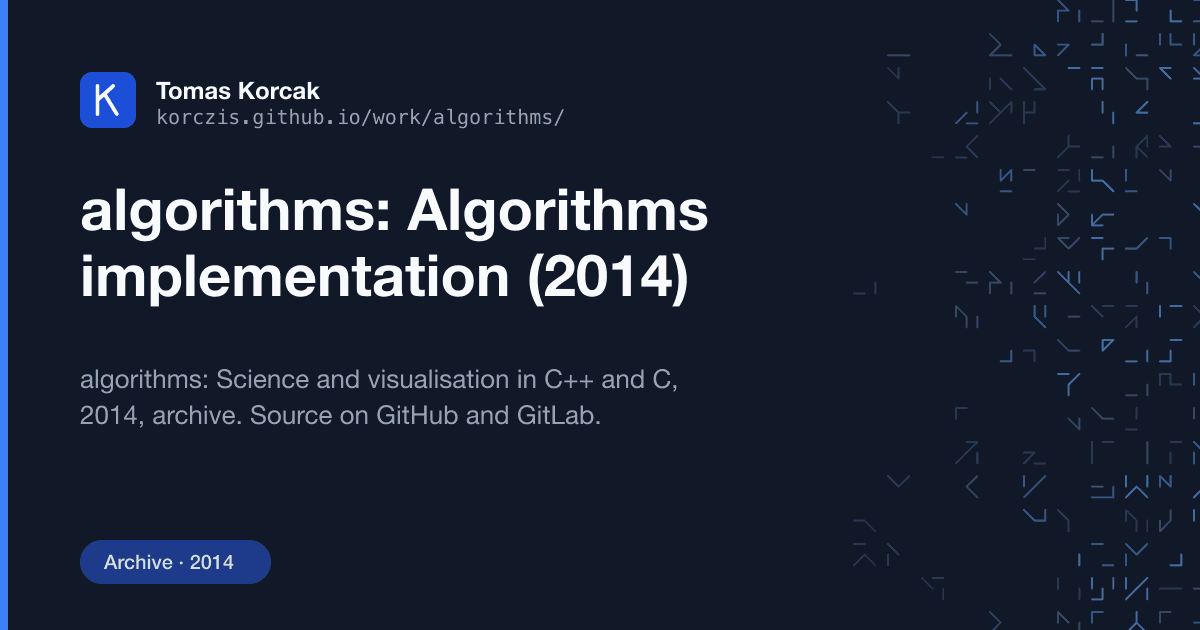 K
Tomas Korcak
korczis.github.io/work/algorithms/
algorithms: Algorithms
implementation (2014)
algorithms: Science and visualisation in C++ and C,
2014, archive. Source on GitHub and GitLab.
Archive · 2014